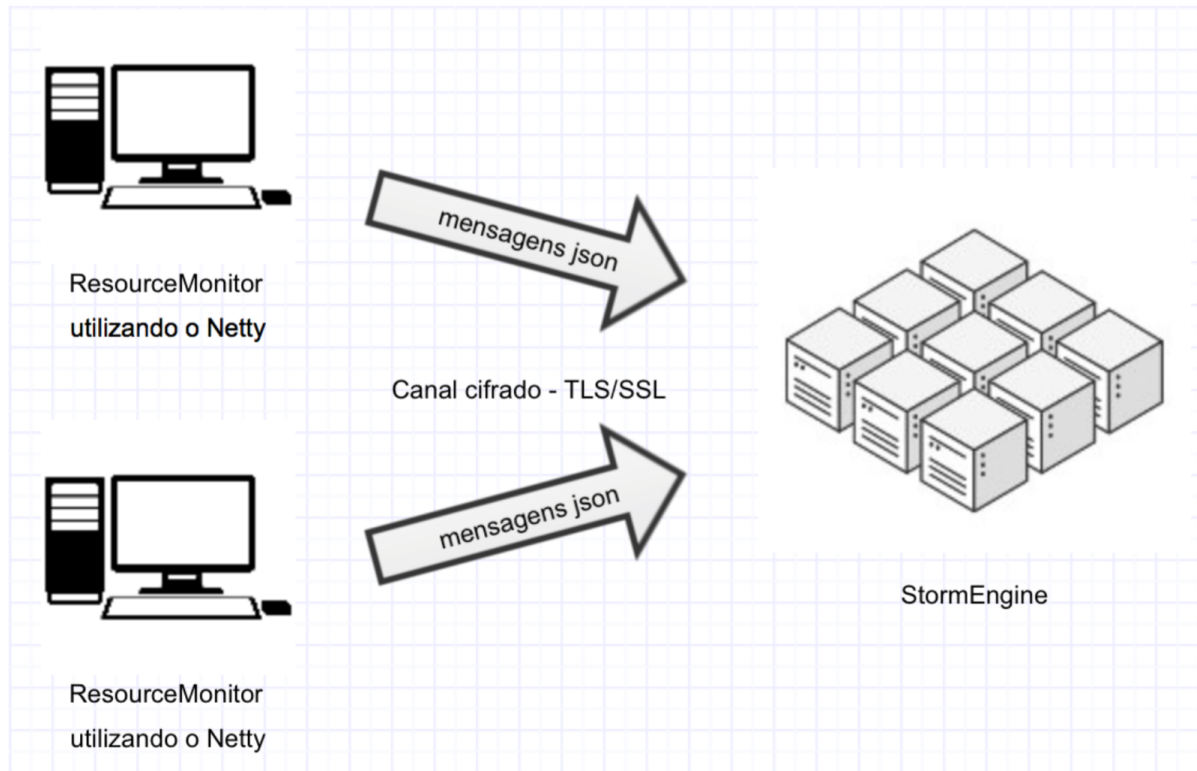 mensagens json
ResourceMonitor
utilizando o Netty
Canal cifrado - TLS/SSL
mensagens json
StormEngine
ResourceMonitor
utilizando o Netty